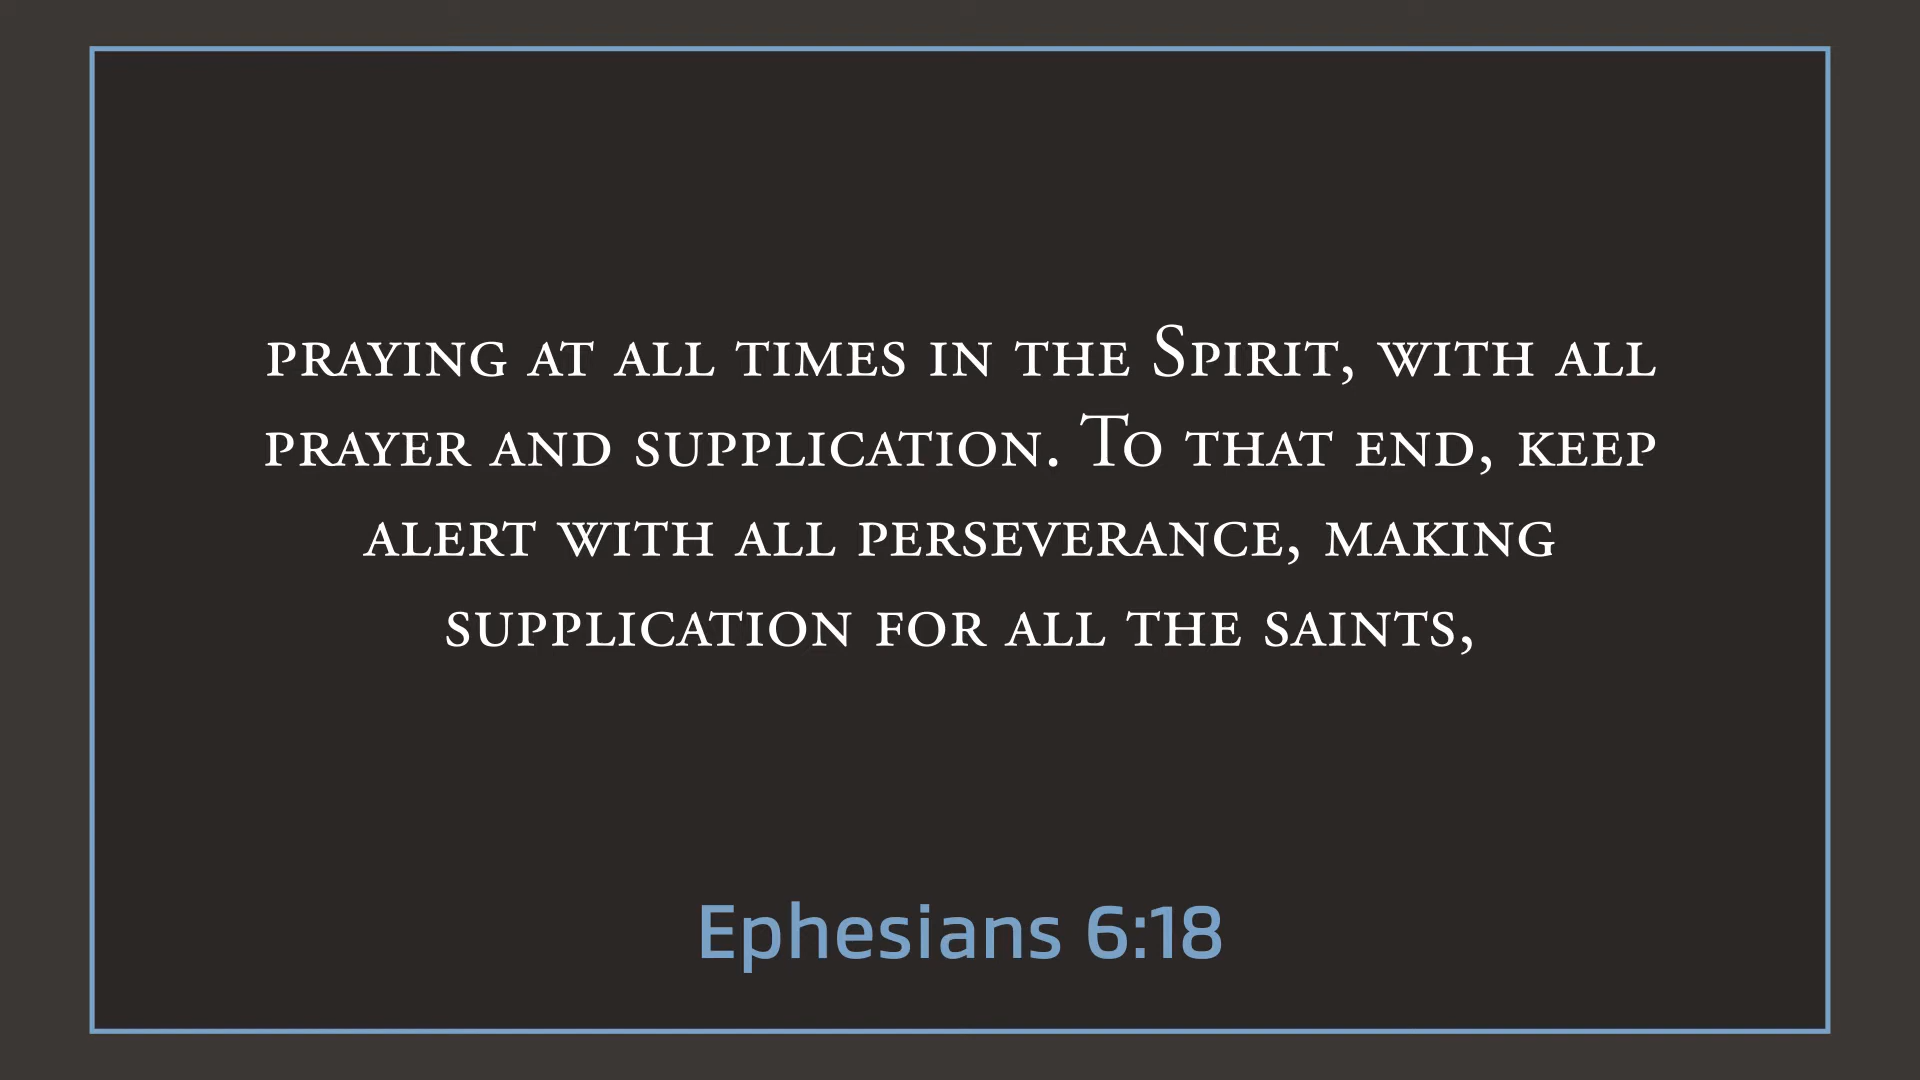 praying at all times in the Spirit, with all
prayer and supplication. To that end, keep
alert with all perseverance, making
supplication for all the saints,
Ephesians 6:18